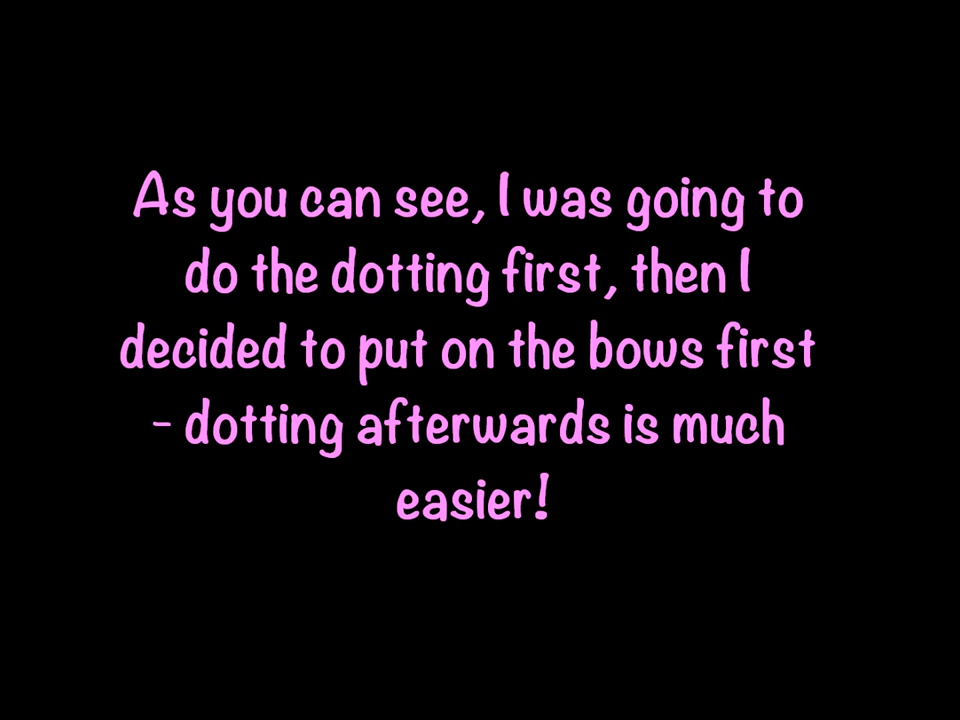 As you can see, I was going to
do the dotting first, then I
decided to put on the bows first
- dotting afterwards is much
easier!